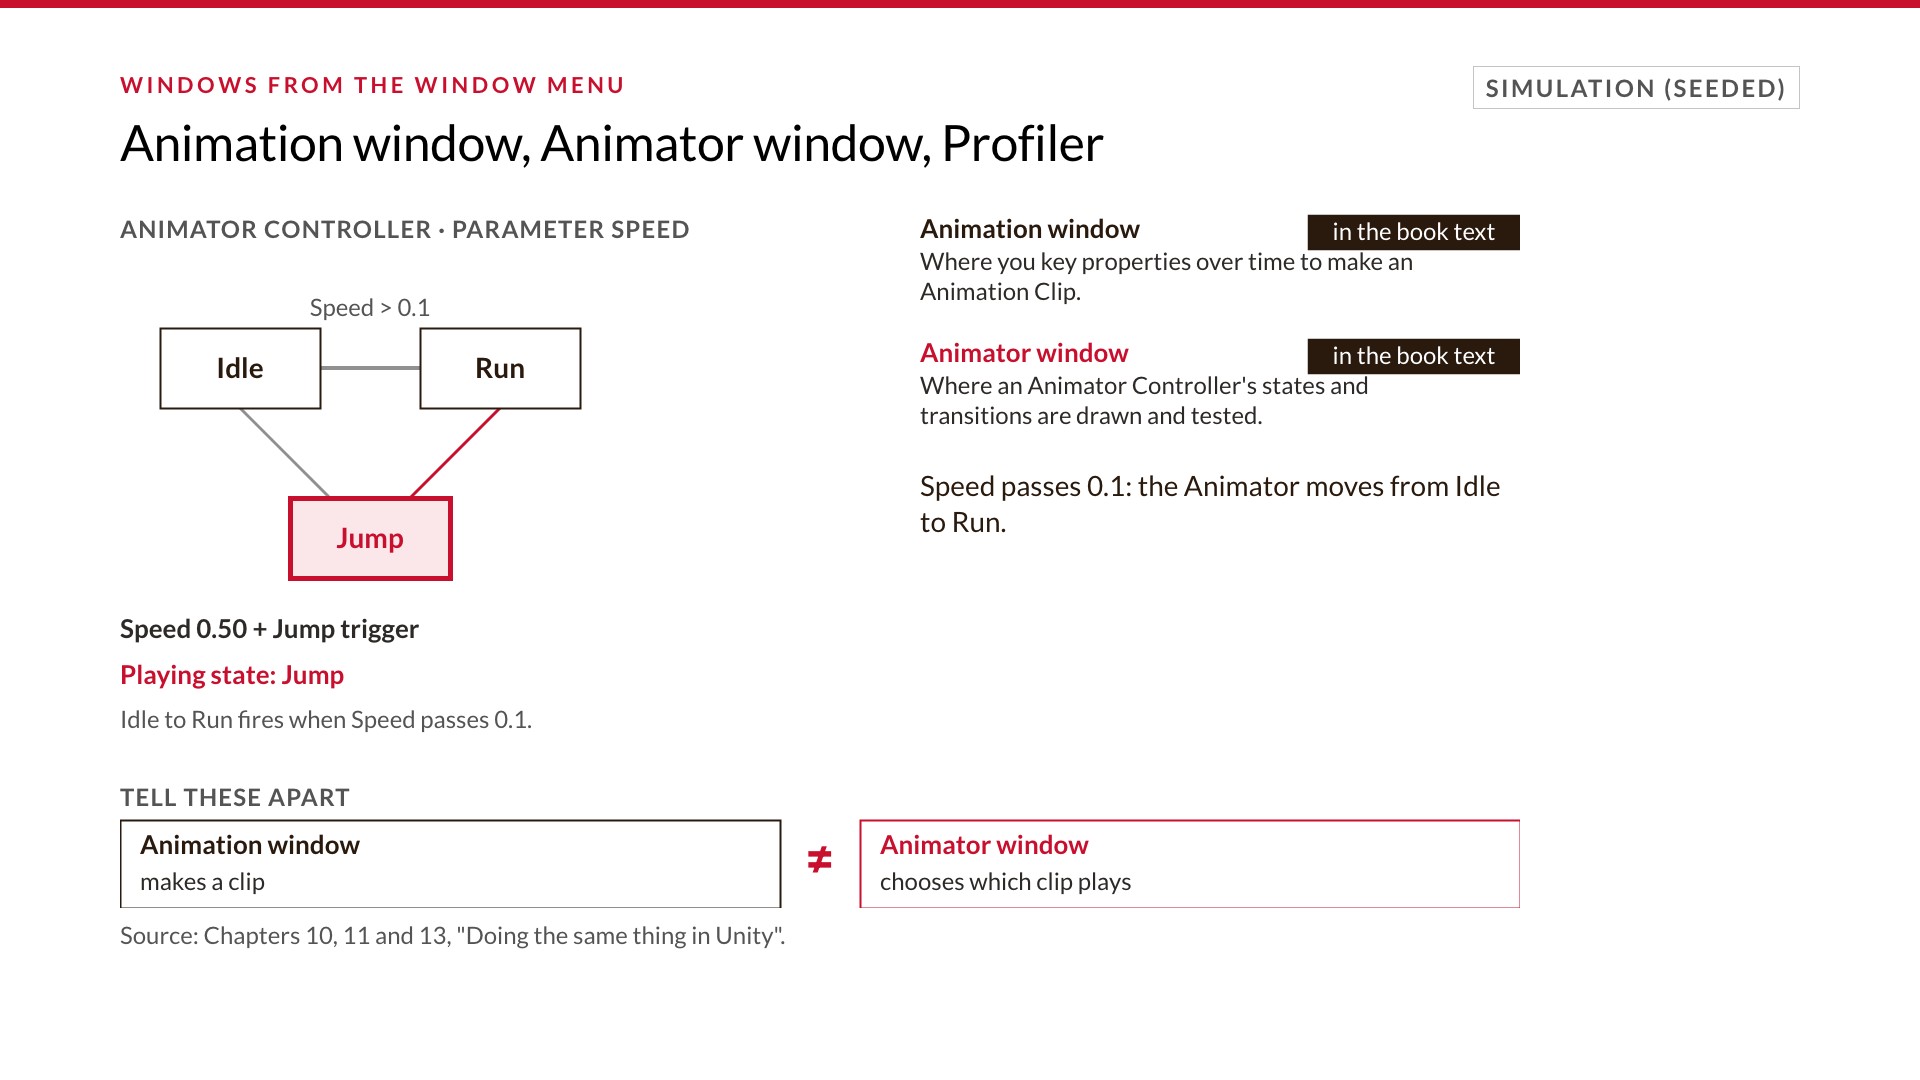 WINDOWS FROM THE WINDOW MENU
SIMULATION (SEEDED)
Animation window, Animator window, Profiler
ANIMATOR CONTROLLER · PARAMETER SPEED
Speed > 0.1
Idle
Run
Jump
Speed 0.50 + Jump trigger
Playing state: Jump
Idle to Run fires when Speed passes 0.1.
Animation window
in the book text
Where you key properties over time to make an
Animation Clip.
Animator window
in the book text
Where an Animator Controller's states and
transitions are drawn and tested.
Speed passes 0.1: the Animator moves from Idle
to Run.
TELL THESE APART
Animation window
makes a clip
≠
Animator window
chooses which clip plays
Source: Chapters 10, 11 and 13, "Doing the same thing in Unity".